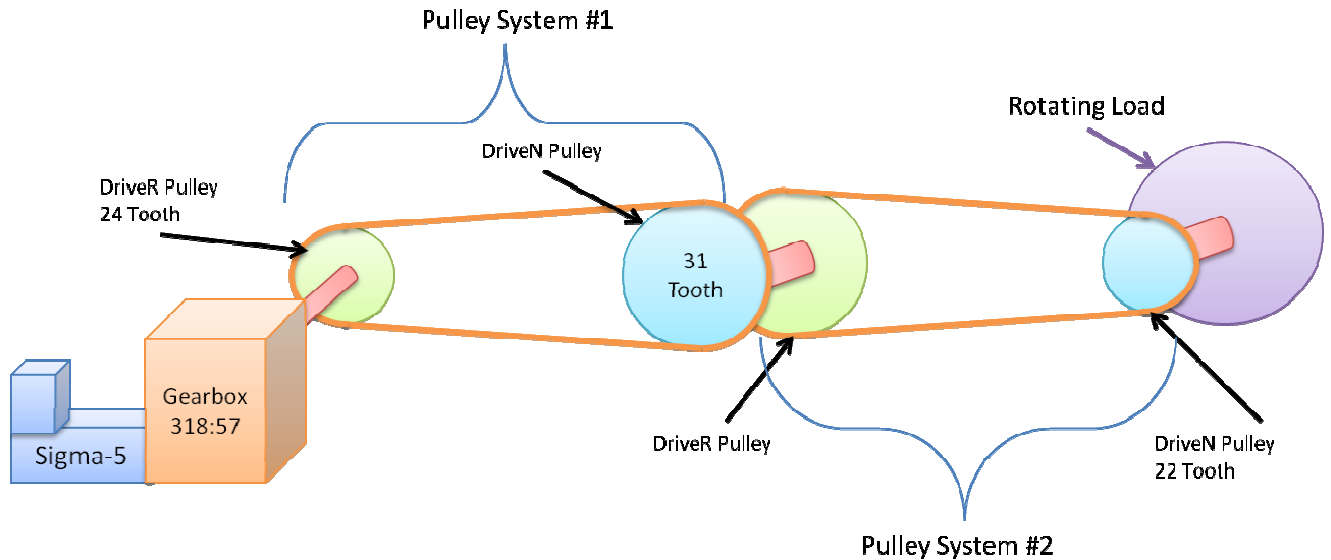 Pulley System #1
Rotating Load
DriveN Pulley
DriveR Pulley
24 Tooth
31
Tooth
Gearbox
318:57
Sigma-5
DriveR Pulley
DriveN Pulley
22 Tooth
Pulley System #2